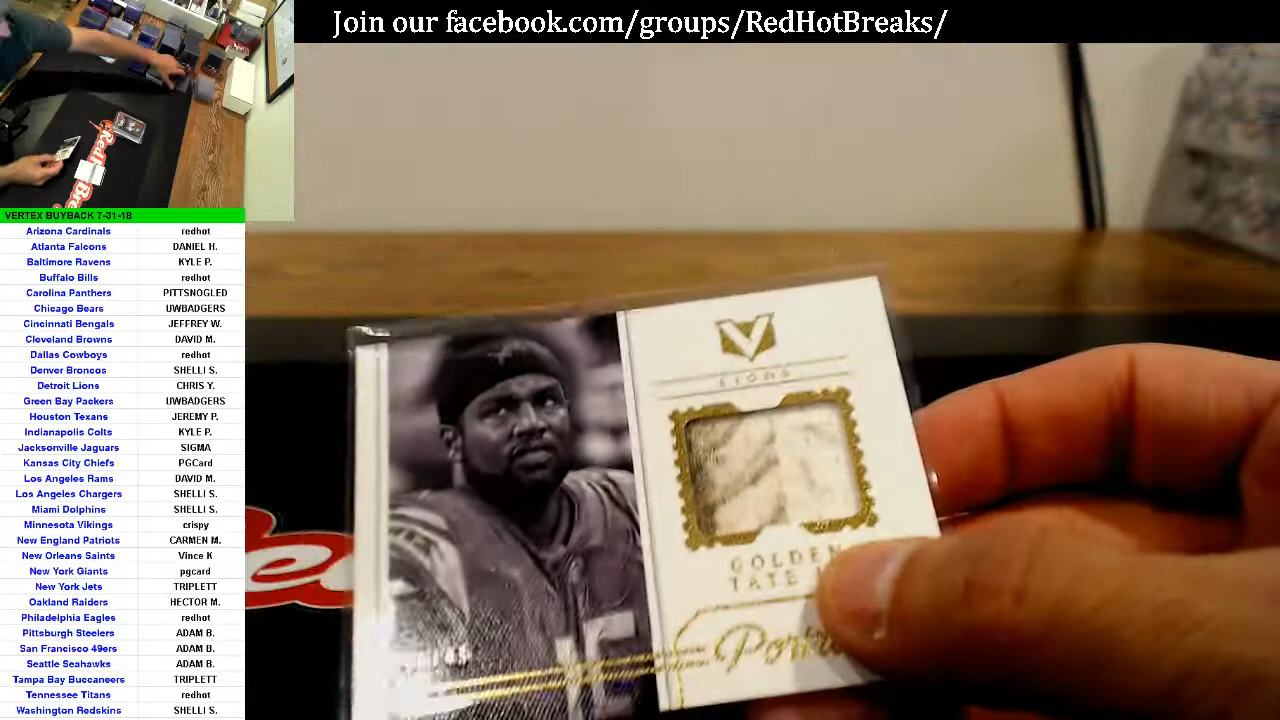 Join our facebook.com/groups/RedHotBreaks/
VERTEX BUYBACK 7-31-18
Arizona Cardinals redhot
Atlanta Falcons DANIEL H.
Baltimore Ravens KYLE P.
Buffalo Bills redhot
Carolina Panthers PITTSNOGLED
Chicago Bears UWBADGERS
Cincinnati Bengals JEFFREY W.
Cleveland Browns DAVID M.
Dallas Cowboys redhot
Denver Broncos SHELLI S.
Detroit Lions CHRIS Y.
Green Bay Packers UWBADGERS
Houston Texans JEREMY P.
Indianapolis Colts KYLE P.
Jacksonville Jaguars SIGMA
Kansas City Chiefs PGCard
Los Angeles Rams DAVID M.
Los Angeles Chargers SHELLI S.
Miami Dolphins SHELLI S.
Minnesota Vikings crispy
New England Patriots CARMEN M.
New Orleans Saints Vince K
New York Giants pgcard
New York Jets TRIPLETT
Oakland Raiders HECTOR M.
Philadelphia Eagles redhot
Pittsburgh Steelers ADAM B.
San Francisco 49ers ADAM B.
Seattle Seahawks ADAM B.
Tampa Bay Buccaneers TRIPLETT
Tennessee Titans redhot
Washington Redskins SHELLI S.
V
LIONS
GOLDEN
TATE
15